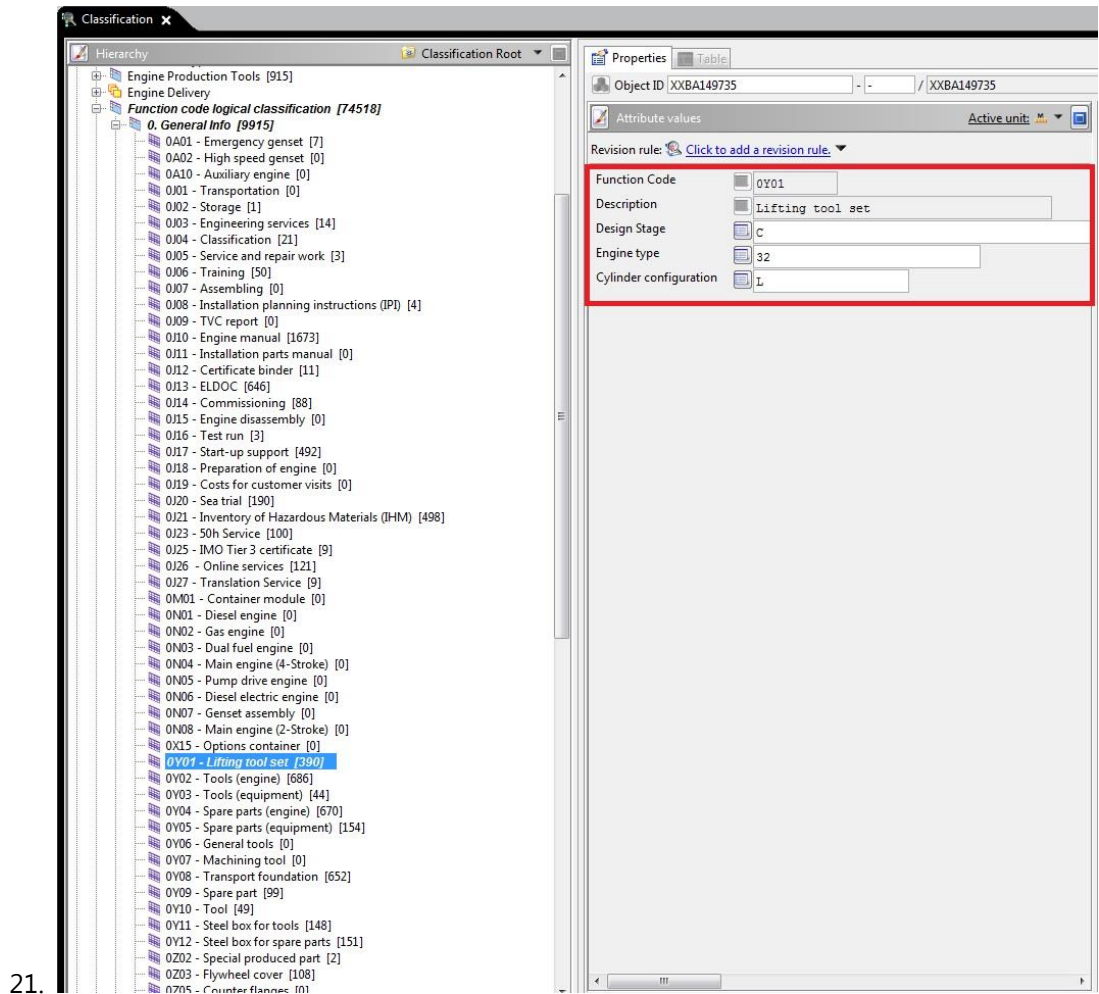 Classification
Hierarchy
Classification Root
Engine Production Tools [915]
Engine Delivery
Function code logical classification [74518]
0. General Info [9915]
0A01 - Emergency genset [7]
0A02 - High speed genset [0]
0A10 - Auxiliary engine [0]
0J01 - Transportation [0]
0J02 - Storage [1]
0J03 - Engineering services [14]
0J04 - Classification [21]
0J05 - Service and repair work [3]
0J06 - Training [50]
0J07 - Assembling [0]
0J08 - Installation planning instructions (IPI) [4]
0J09 - TVC report [0]
0J10 - Engine manual [1673]
0J11 - Installation parts manual [0]
0J12 - Certificate binder [11]
0J13 - ELDOC [646]
0J14 - Commissioning [88]
0J15 - Engine disassembly [0]
0J16 - Test run [3]
0J17 - Start-up support [492]
0J18 - Preparation of engine [0]
0J19 - Costs for customer visits [0]
0J20 - Sea trial [190]
0J21 - Inventory of Hazardous Materials (IHM) [498]
0J23 - 50h Service [100]
0J25 - IMO Tier 3 certificate [9]
0J26 - Online services [121]
0J27 - Translation Service [9]
0M01 - Container module [0]
0N01 - Diesel engine [0]
0N02 - Gas engine [0]
0N03 - Dual fuel engine [0]
0N04 - Main engine (4-Stroke) [0]
0N05 - Pump drive engine [0]
0N06 - Diesel electric engine [0]
0N07 - Genset assembly [0]
0N08 - Main engine (2-Stroke) [0]
0X15 - Options container [0]
0Y01 - Lifting tool set [390]
0Y02 - Tools (engine) [686]
0Y03 - Tools (equipment) [44]
0Y04 - Spare parts (engine) [670]
0Y05 - Spare parts (equipment) [154]
0Y06 - General tools [0]
0Y07 - Machining tool [0]
0Y08 - Transport foundation [652]
0Y09 - Spare part [99]
0Y10 - Tool [49]
0Y11 - Steel box for tools [148]
0Y12 - Steel box for spare parts [151]
0Z02 - Special produced part [2]
0Z03 - Flywheel cover [108]
0Z05 - Counter flanges [0]
Properties Table
Object ID XXBA149735 - - / XXBA149735
Attribute values Active unit:
Revision rule: Click to add a revision rule.
Function Code 0Y01
Description Lifting tool set
Design Stage C
Engine type 32
Cylinder configuration L
21.